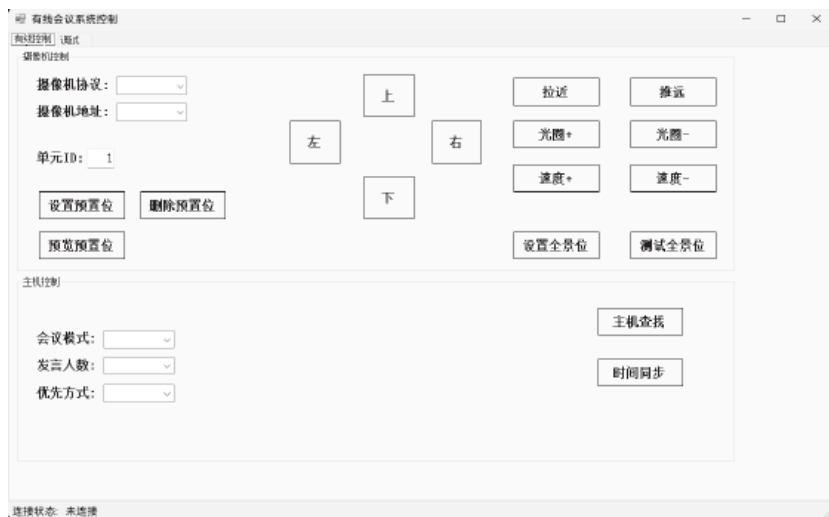 有线会议系统控制
有线控制 调试
摄像机控制
摄像机协议：
摄像机地址：
单元ID： 1
设置预置位 删除预置位
预览预置位
上
左 右
下
拉近 推远
光圈+ 光圈-
速度+ 速度-
设置全景位 测试全景位
主机控制
会议模式：
发言人数：
优先方式：
主机查找
时间同步
连接状态: 未连接